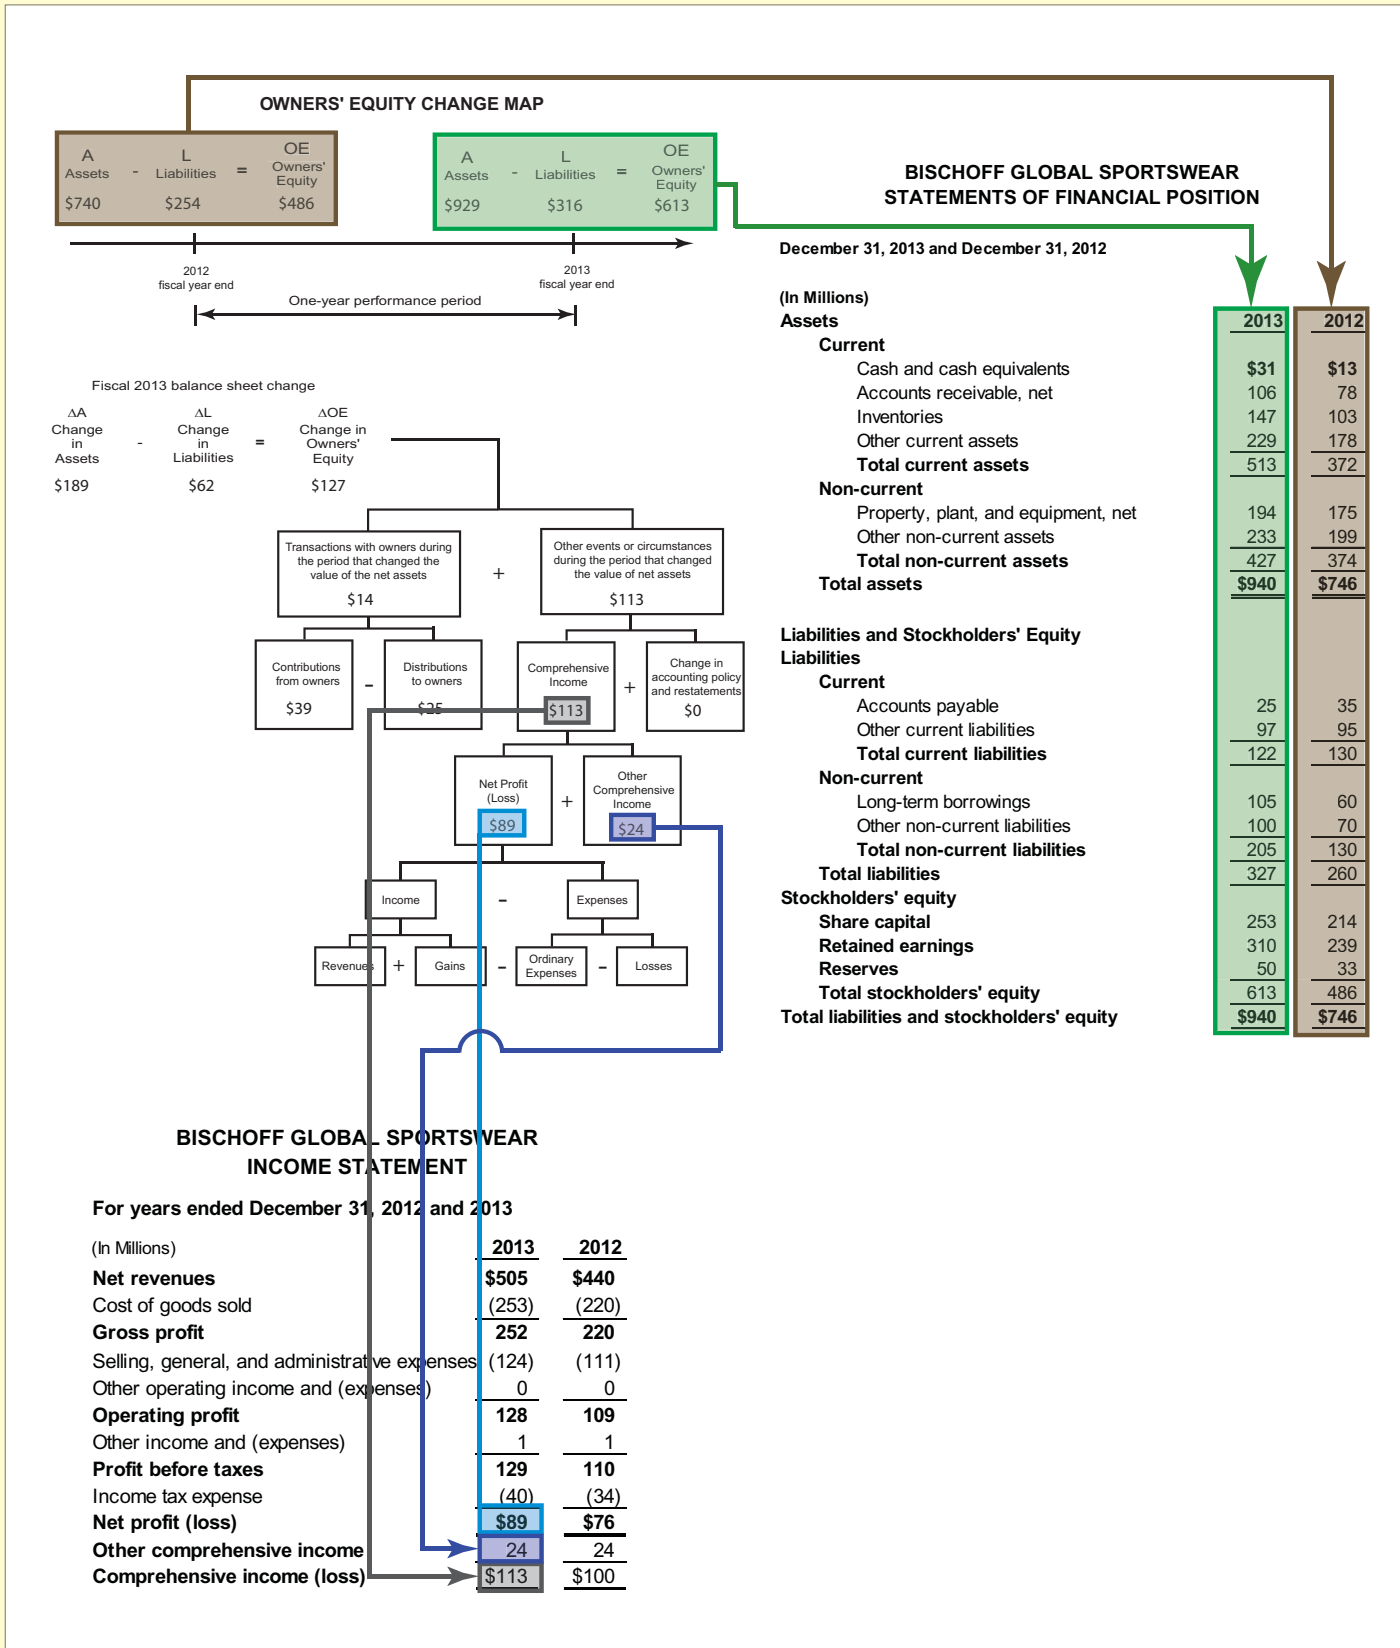 OWNERS' EQUITY CHANGE MAP
A L OE
Assets - Liabilities = Owners' Equity
$740 $254 $486
A L OE
Assets - Liabilities = Owners' Equity
$929 $316 $613
2012
fiscal year end
2013
fiscal year end
One-year performance period
Fiscal 2013 balance sheet change
ΔA ΔL ΔOE
Change in Assets - Change in Liabilities = Change in Owners' Equity
$189 $62 $127
Transactions with owners during
the period that changed the
value of the net assets
$14
+
Other events or circumstances
during the period that changed
the value of net assets
$113
Contributions
from owners
$39
-
Distributions
to owners
$25
Comprehensive
Income
$113
+
Change in
accounting policy
and restatements
$0
Net Profit
(Loss)
$89
+
Other
Comprehensive
Income
$24
Income - Expenses
Revenues + Gains - Ordinary Expenses - Losses
BISCHOFF GLOBAL SPORTSWEAR
STATEMENTS OF FINANCIAL POSITION
December 31, 2013 and December 31, 2012
(In Millions)
Assets 2013 2012
Current
Cash and cash equivalents $31 $13
Accounts receivable, net 106 78
Inventories 147 103
Other current assets 229 178
Total current assets 513 372
Non-current
Property, plant, and equipment, net 194 175
Other non-current assets 233 199
Total non-current assets 427 374
Total assets $940 $746
Liabilities and Stockholders' Equity
Liabilities
Current
Accounts payable 25 35
Other current liabilities 97 95
Total current liabilities 122 130
Non-current
Long-term borrowings 105 60
Other non-current liabilities 100 70
Total non-current liabilities 205 130
Total liabilities 327 260
Stockholders' equity
Share capital 253 214
Retained earnings 310 239
Reserves 50 33
Total stockholders' equity 613 486
Total liabilities and stockholders' equity $940 $746
BISCHOFF GLOBAL SPORTSWEAR
INCOME STATEMENT
For years ended December 31, 2012 and 2013
(In Millions) 2013 2012
Net revenues $505 $440
Cost of goods sold (253) (220)
Gross profit 252 220
Selling, general, and administrative expenses (124) (111)
Other operating income and (expenses) 0 0
Operating profit 128 109
Other income and (expenses) 1 1
Profit before taxes 129 110
Income tax expense (40) (34)
Net profit (loss) $89 $76
Other comprehensive income 24 24
Comprehensive income (loss) $113 $100